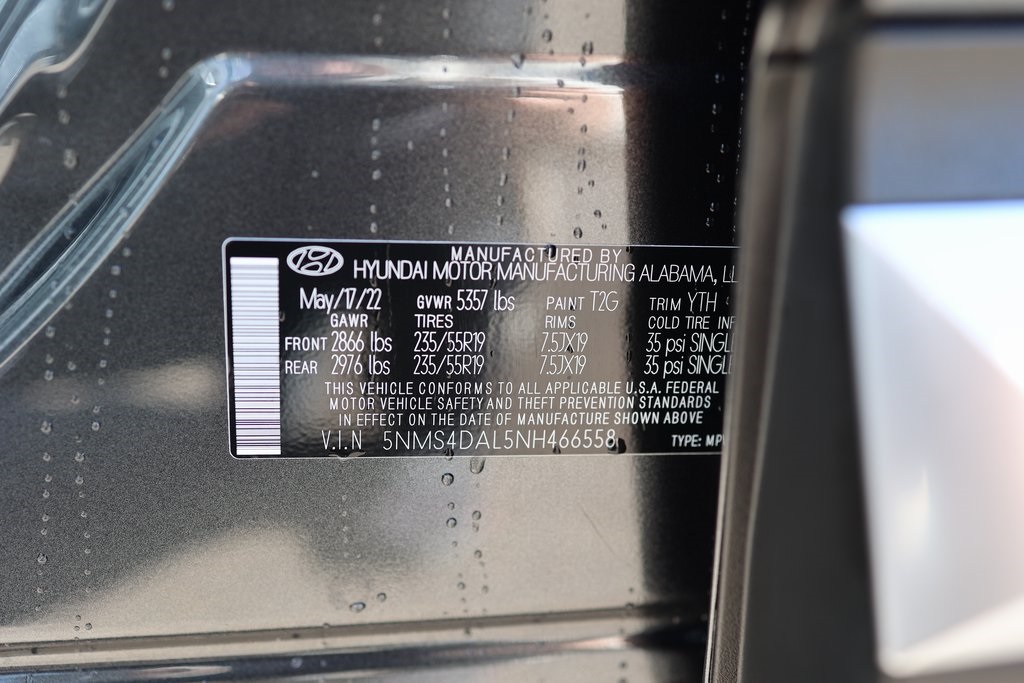 MANUFACTURED BY
HYUNDAI MOTOR MANUFACTURING ALABAMA, LL
May/17/22 GVWR 5357 lbs PAINT T2G TRIM YTH
GAWR TIRES RIMS COLD TIRE INF
FRONT 2866 lbs 235/55R19 7.5JX19 35 psi SINGL
REAR 2976 lbs 235/55R19 7.5JX19 35 psi SINGLE
THIS VEHICLE CONFORMS TO ALL APPLICABLE U.S.A. FEDERAL
MOTOR VEHICLE SAFETY AND THEFT PREVENTION STANDARDS
IN EFFECT ON THE DATE OF MANUFACTURE SHOWN ABOVE
V.I.N 5NMS4DAL5NH466558 TYPE: MP